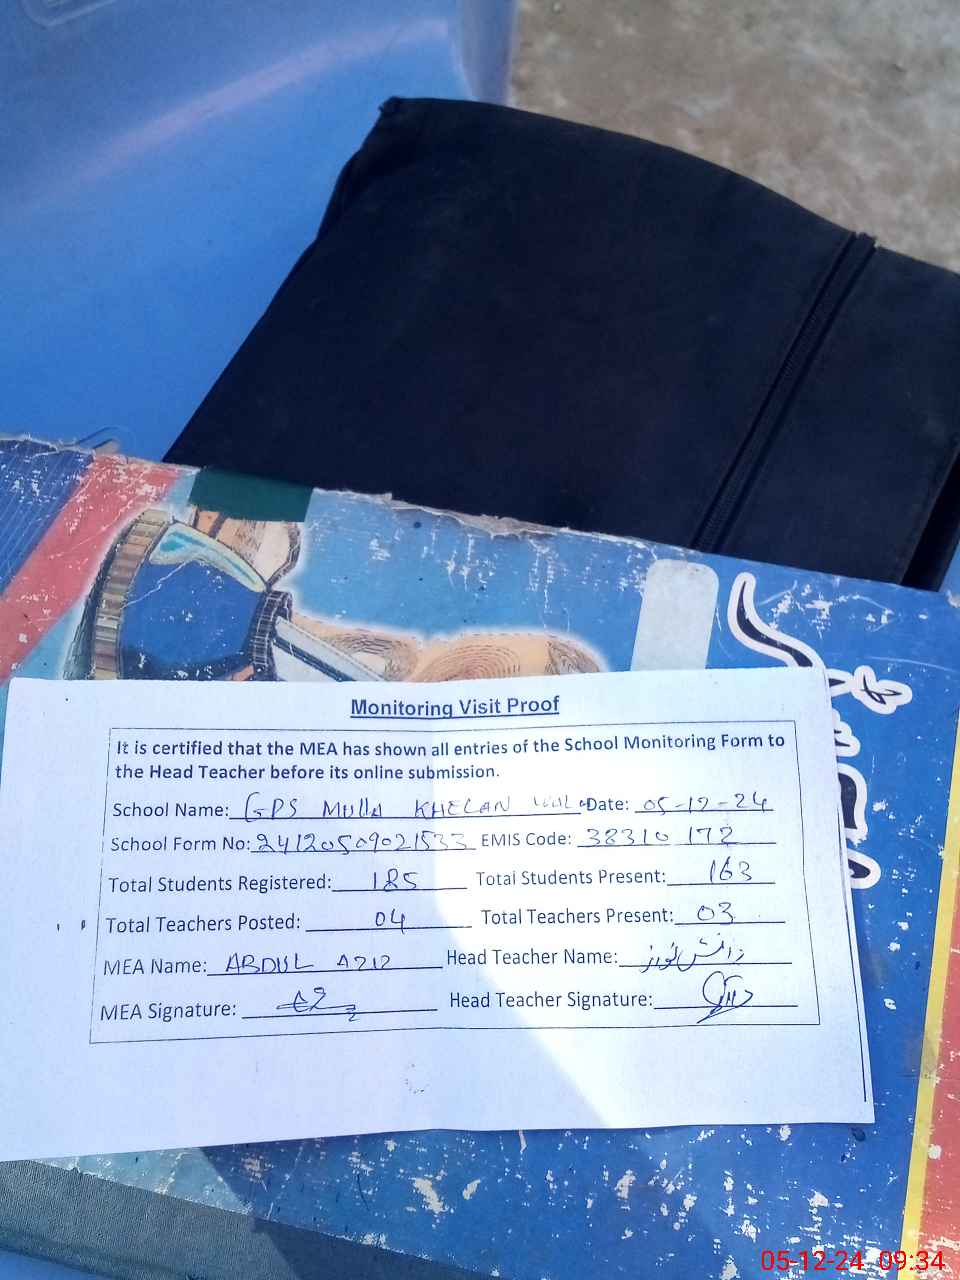 Monitoring Visit Proof
It is certified that the MEA has shown all entries of the School Monitoring Form to
the Head Teacher before its online submission.
School Name: GPS MUllA KHELAN Date: 05-12-24
School Form No: 24120509021533 EMIS Code: 38310 172
Total Students Registered: 185 Total Students Present: 163
Total Teachers Posted: 04 Total Teachers Present: 03
MEA Name: ABDUL AZIZ Head Teacher Name:
MEA Signature: Head Teacher Signature:
05-12-24 09:34